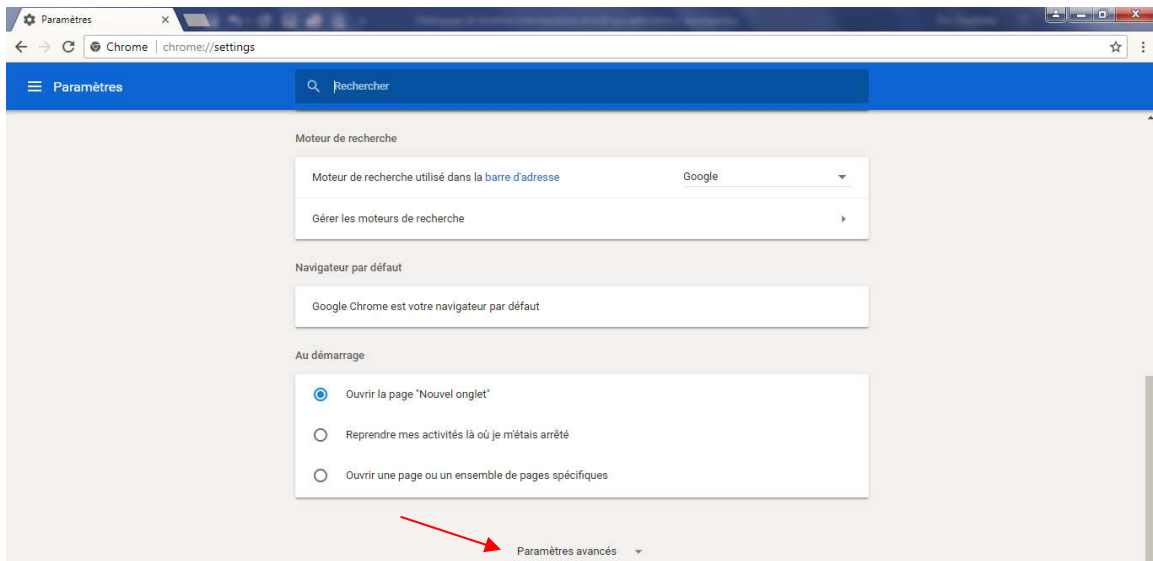 Paramètres
Chrome | chrome://settings
Paramètres
Rechercher
Moteur de recherche
Moteur de recherche utilisé dans la barre d'adresse Google
Gérer les moteurs de recherche
Navigateur par défaut
Google Chrome est votre navigateur par défaut
Au démarrage
Ouvrir la page "Nouvel onglet"
Reprendre mes activités là où je m'étais arrêté
Ouvrir une page ou un ensemble de pages spécifiques
Paramètres avancés